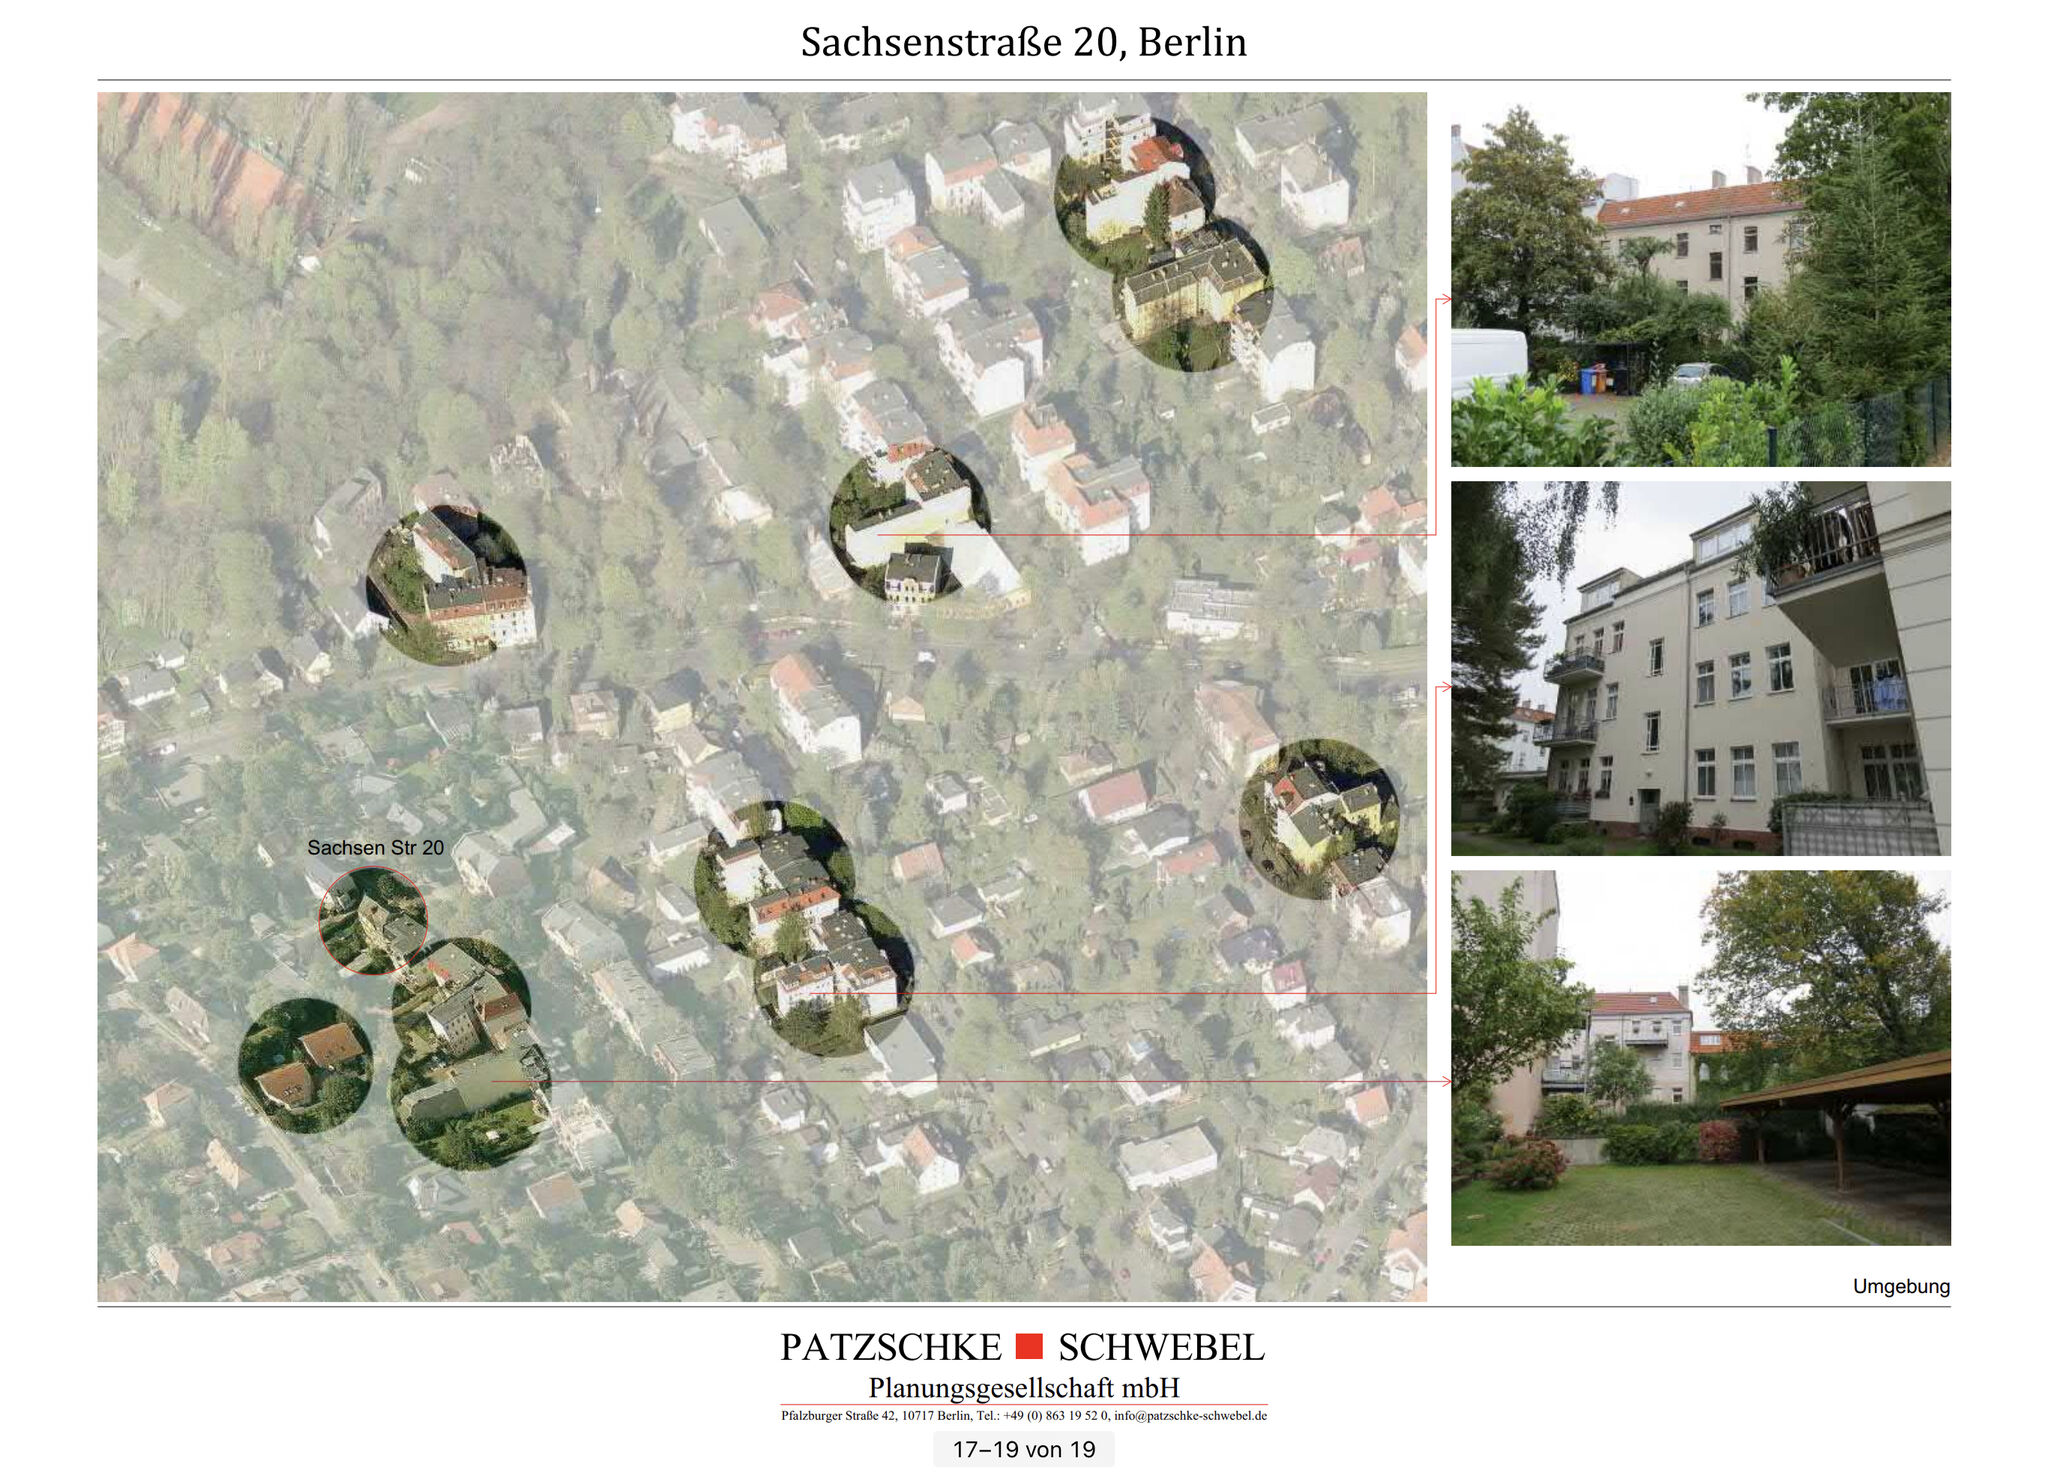 Sachsenstraße 20, Berlin
Sachsen Str 20
Umgebung
PATZSCHKE SCHWEBEL
Planungsgesellschaft mbH
Pfalzburger Straße 42, 10717 Berlin, Tel.: +49 (0) 863 19 52 0, info@patzschke-schwebel.de
17–19 von 19